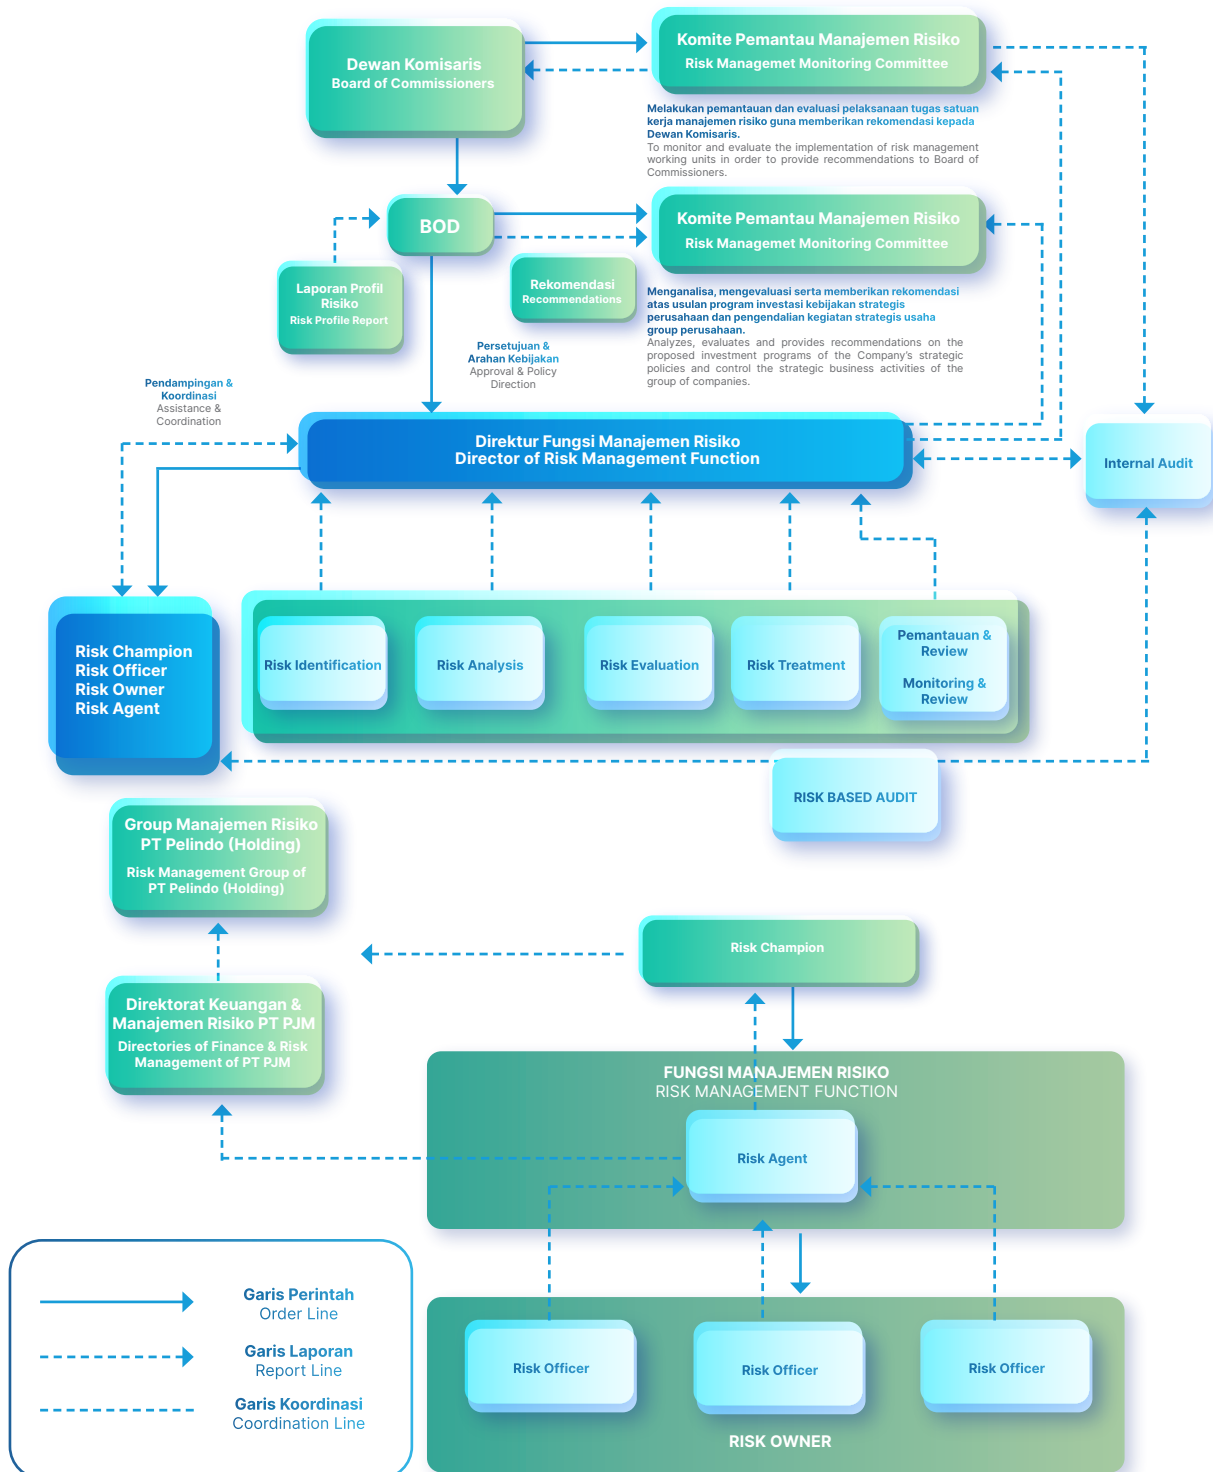 Dewan Komisaris
Board of Commissioners
Komite Pemantau Manajemen Risiko
Risk Managemet Monitoring Committee
Melakukan pemantauan dan evaluasi pelaksanaan tugas satuan
kerja manajemen risiko guna memberikan rekomendasi kepada
Dewan Komisaris.
To monitor and evaluate the implementation of risk management
working units in order to provide recommendations to Board of
Commissioners.
BOD
Komite Pemantau Manajemen Risiko
Risk Managemet Monitoring Committee
Laporan Profil
Risiko
Risk Profile Report
Rekomendasi
Recommendations
Menganalisa, mengevaluasi serta memberikan rekomendasi
atas usulan program investasi kebijakan strategis
perusahaan dan pengendalian kegiatan strategis usaha
group perusahaan.
Analyzes, evaluates and provides recommendations on the
proposed investment programs of the Company's strategic
policies and control the strategic business activities of the
group of companies.
Persetujuan &
Arahan Kebijakan
Approval & Policy
Direction
Pendampingan &
Koordinasi
Assistance &
Coordination
Direktur Fungsi Manajemen Risiko
Director of Risk Management Function
Internal Audit
Risk Champion
Risk Officer
Risk Owner
Risk Agent
Risk Identification
Risk Analysis
Risk Evaluation
Risk Treatment
Pemantauan &
Review
Monitoring &
Review
RISK BASED AUDIT
Group Manajemen Risiko
PT Pelindo (Holding)
Risk Management Group of
PT Pelindo (Holding)
Risk Champion
Direktorat Keuangan &
Manajemen Risiko PT PJM
Directories of Finance & Risk
Management of PT PJM
FUNGSI MANAJEMEN RISIKO
RISK MANAGEMENT FUNCTION
Risk Agent
Garis Perintah
Order Line
Garis Laporan
Report Line
Garis Koordinasi
Coordination Line
Risk Officer
Risk Officer
Risk Officer
RISK OWNER